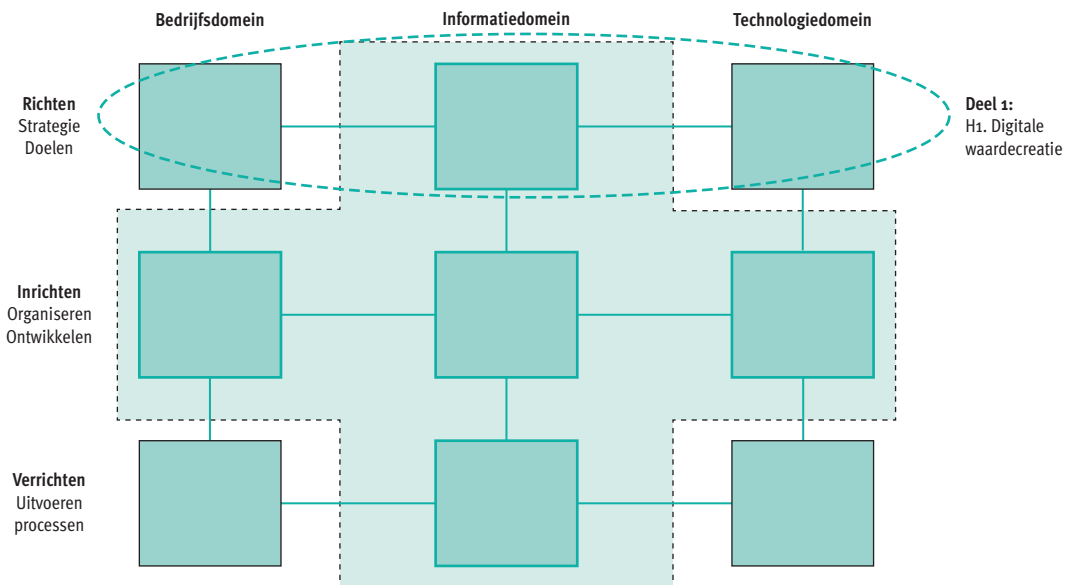 Bedrijfsdomein
Informatiedomein
Technologiedomein
Richten
Strategie
Doelen
Deel 1:
H1. Digitale
waardecreatie
Inrichten
Organiseren
Ontwikkelen
Verrichten
Uitvoeren
processen